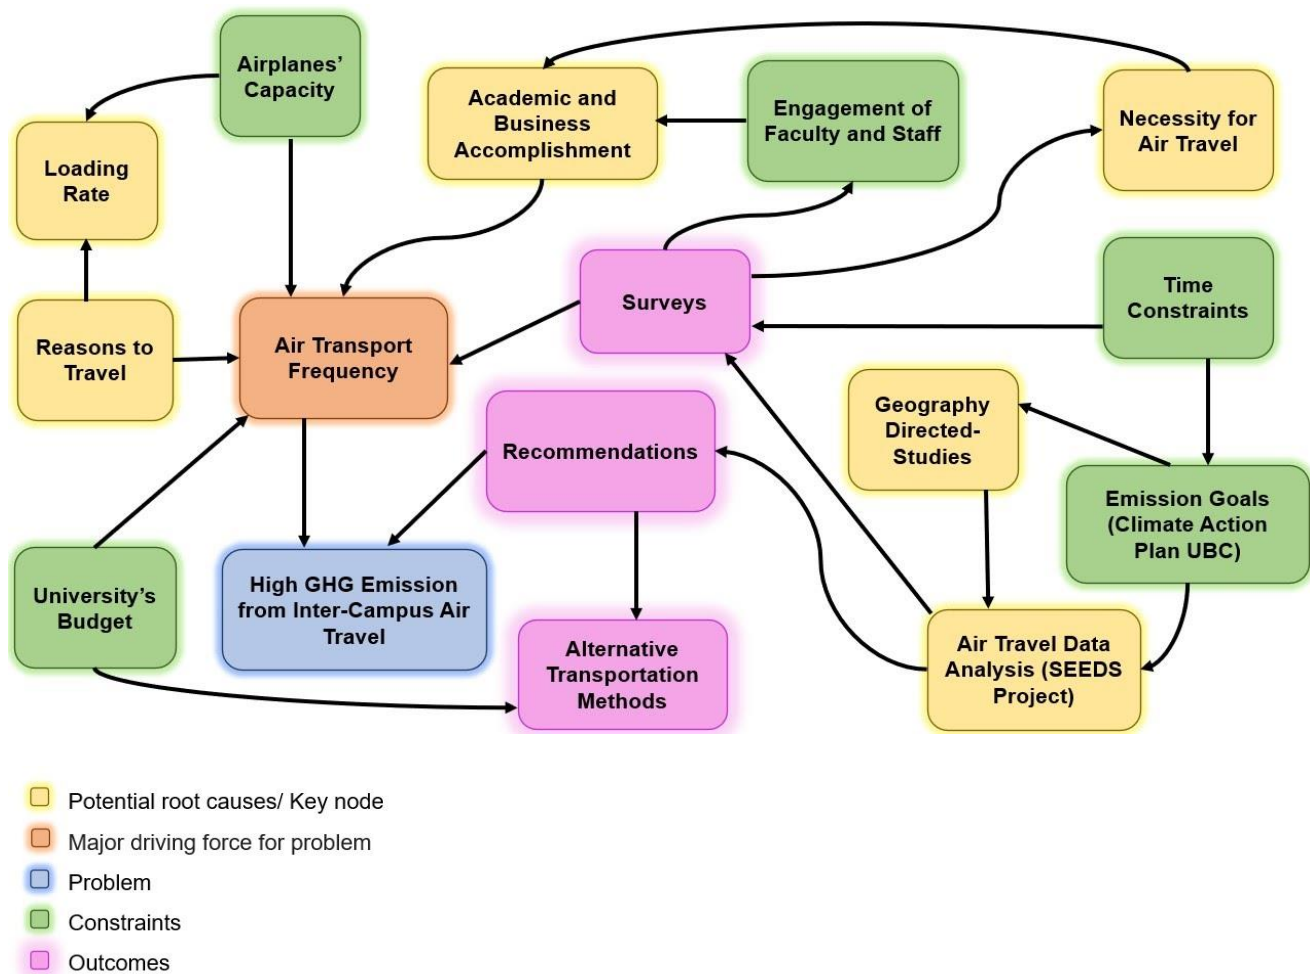 Airplanes’
Capacity
Academic and
Business
Accomplishment
Engagement of
Faculty and Staff
Necessity for
Air Travel
Loading
Rate
Surveys
Time
Constraints
Reasons to
Travel
Air Transport
Frequency
Geography
Directed-
Studies
Recommendations
Emission Goals
(Climate Action
Plan UBC)
University’s
Budget
High GHG Emission
from Inter-Campus Air
Travel
Alternative
Transportation
Methods
Air Travel Data
Analysis (SEEDS
Project)
Potential root causes/ Key node
Major driving force for problem
Problem
Constraints
Outcomes